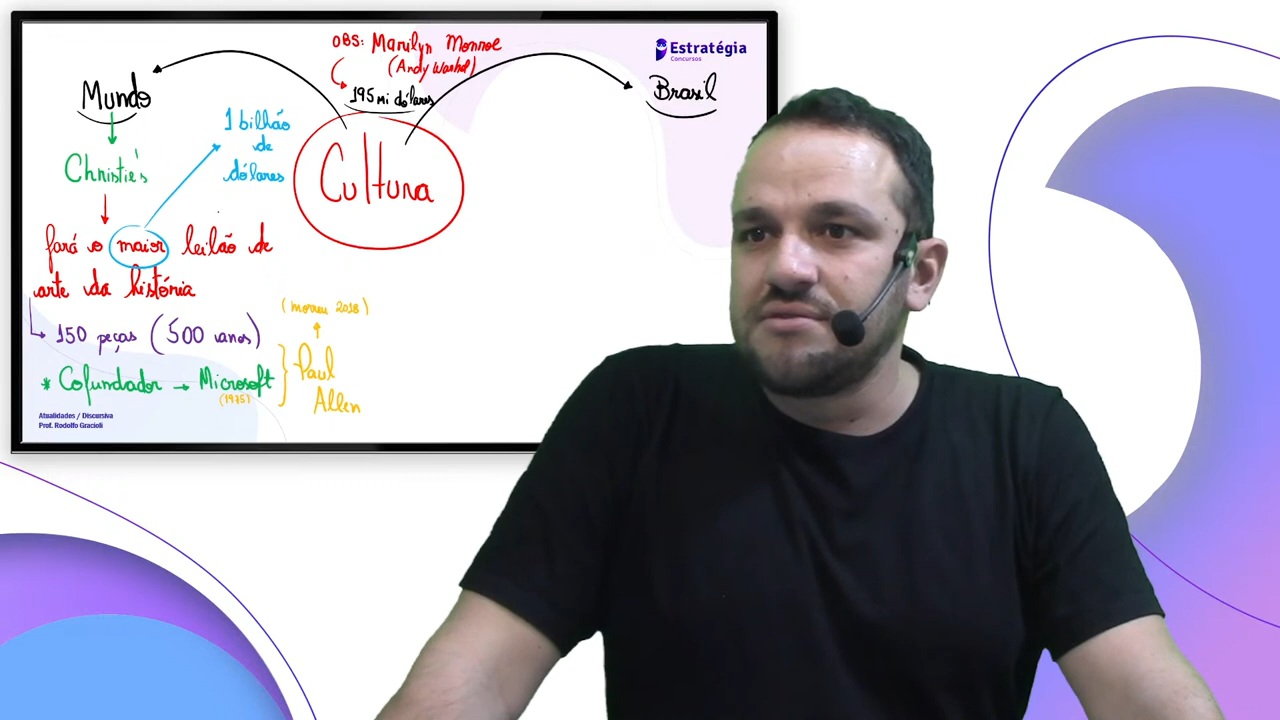 OBS: Marilyn Monroe
(Andy Warhol)
195 mi dólares
Estratégia
Concursos
Mundo
Brasil
1 bilhão
de
dólares
Christie's
Cultura
fará o maior leilão de
arte da história
150 peças (500 anos)
(morreu 2018)
* Cofundador → Microsoft
(1975)
Paul
Allen
Atualidades / Discursiva
Prof. Rodolfo Gracioli